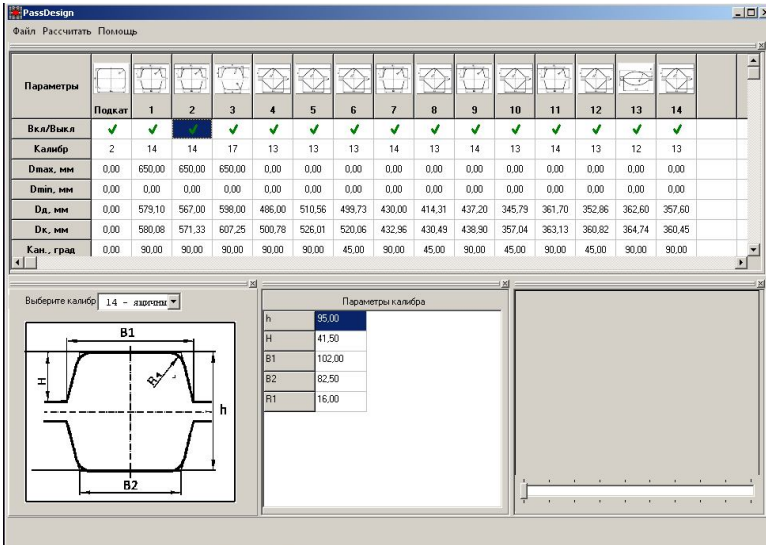 PassDesign
Файл Рассчитать Помощь
Параметры Подкат 1 2 3 4 5 6 7 8 9 10 11 12 13 14
Вкл/Выкл
Калибр 2 14 14 17 13 13 13 14 13 14 13 14 13 12 13
Dmax, мм 0,00 650,00 650,00 650,00 0,00 0,00 0,00 0,00 0,00 0,00 0,00 0,00 0,00 0,00 0,00
Dmin, мм 0,00 0,00 0,00 0,00 0,00 0,00 0,00 0,00 0,00 0,00 0,00 0,00 0,00 0,00 0,00
Dд, мм 0,00 579,10 567,00 598,00 486,00 510,56 499,73 430,00 414,31 437,20 345,79 361,70 352,86 362,60 357,60
Dк, мм 0,00 580,08 571,33 607,25 500,78 526,01 520,06 432,96 430,49 438,90 357,04 363,13 360,82 364,74 360,45
Кан., град 0,00 90,00 90,00 90,00 90,00 90,00 45,00 90,00 45,00 90,00 45,00 90,00 45,00 90,00 90,00
Выберите калибр 14 - ящичны
Параметры калибра
h 95,00
H 41,50
B1 102,00
B2 82,50
R1 16,00
B1
H
R1
h
B2